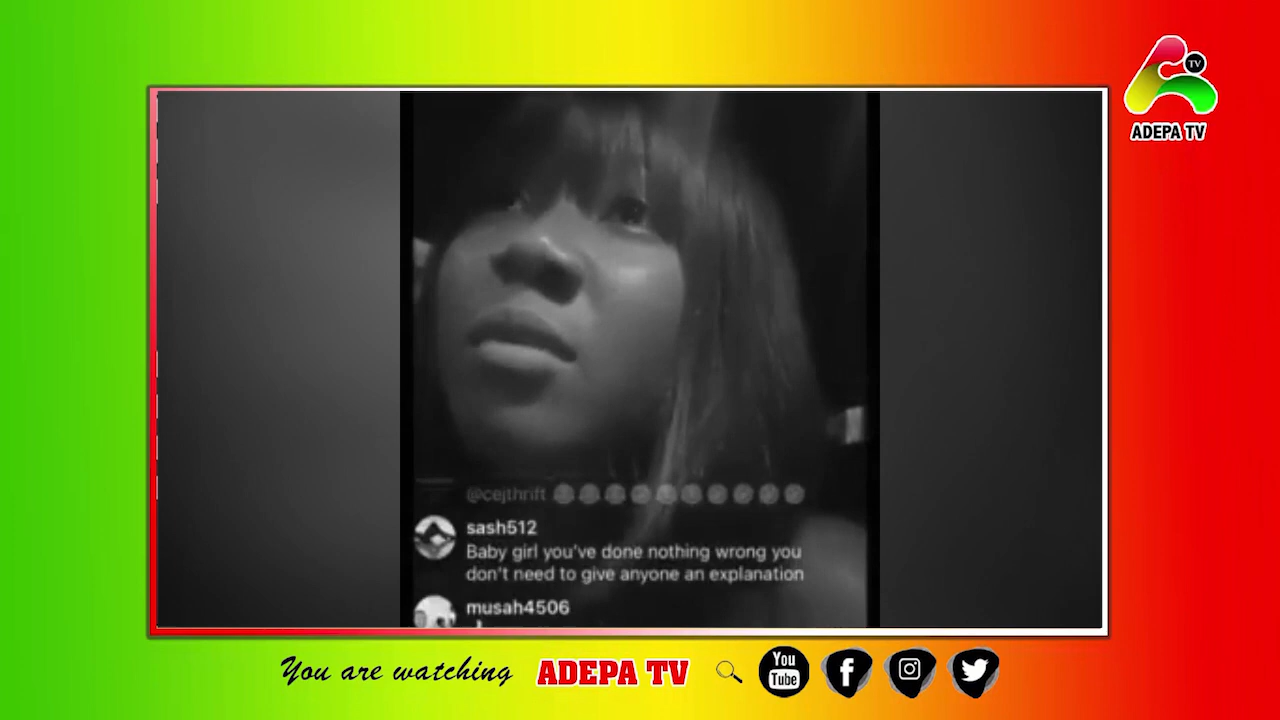 TV
ADEPA TV
@cejthrift
sash512
Baby girl you've done nothing wrong you
don't need to give anyone an explanation
musah4506
You are watching ADEPA TV
You
Tube